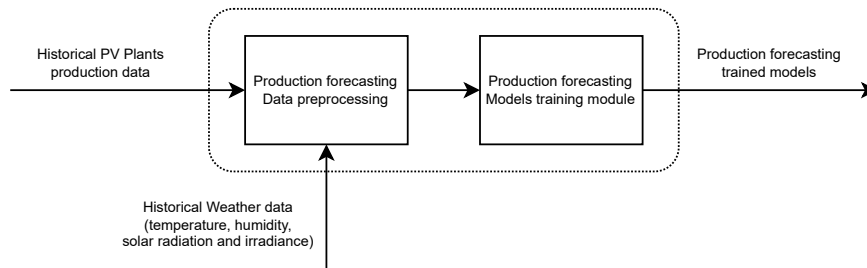 Historical PV Plants
production data
Production forecasting
Data preprocessing
Production forecasting
Models training module
Production forecasting
trained models
Historical Weather data
(temperature, humidity,
solar radiation and irradiance)